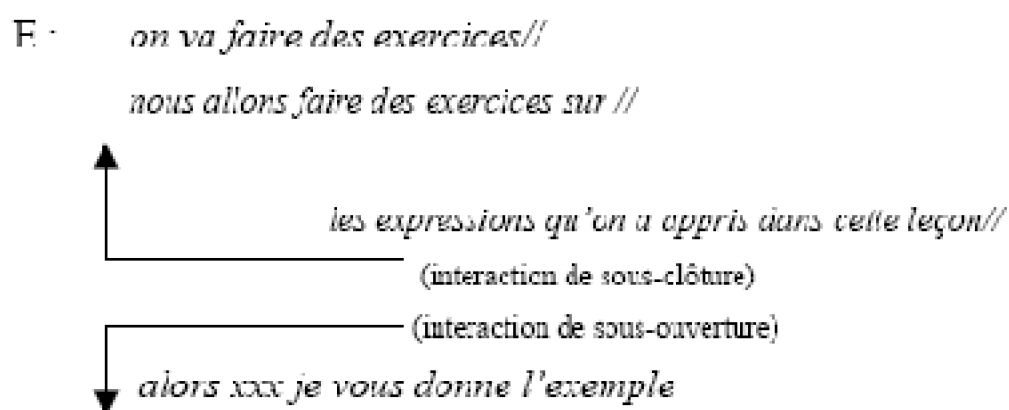 E : on va faire des exercices//
nous allons faire des exercices sur //
les expressions qu'on a appris dans cette leçon//
(interaction de sous-clôture)
(interaction de sous-ouverture)
alors xxx je vous donne l'exemple